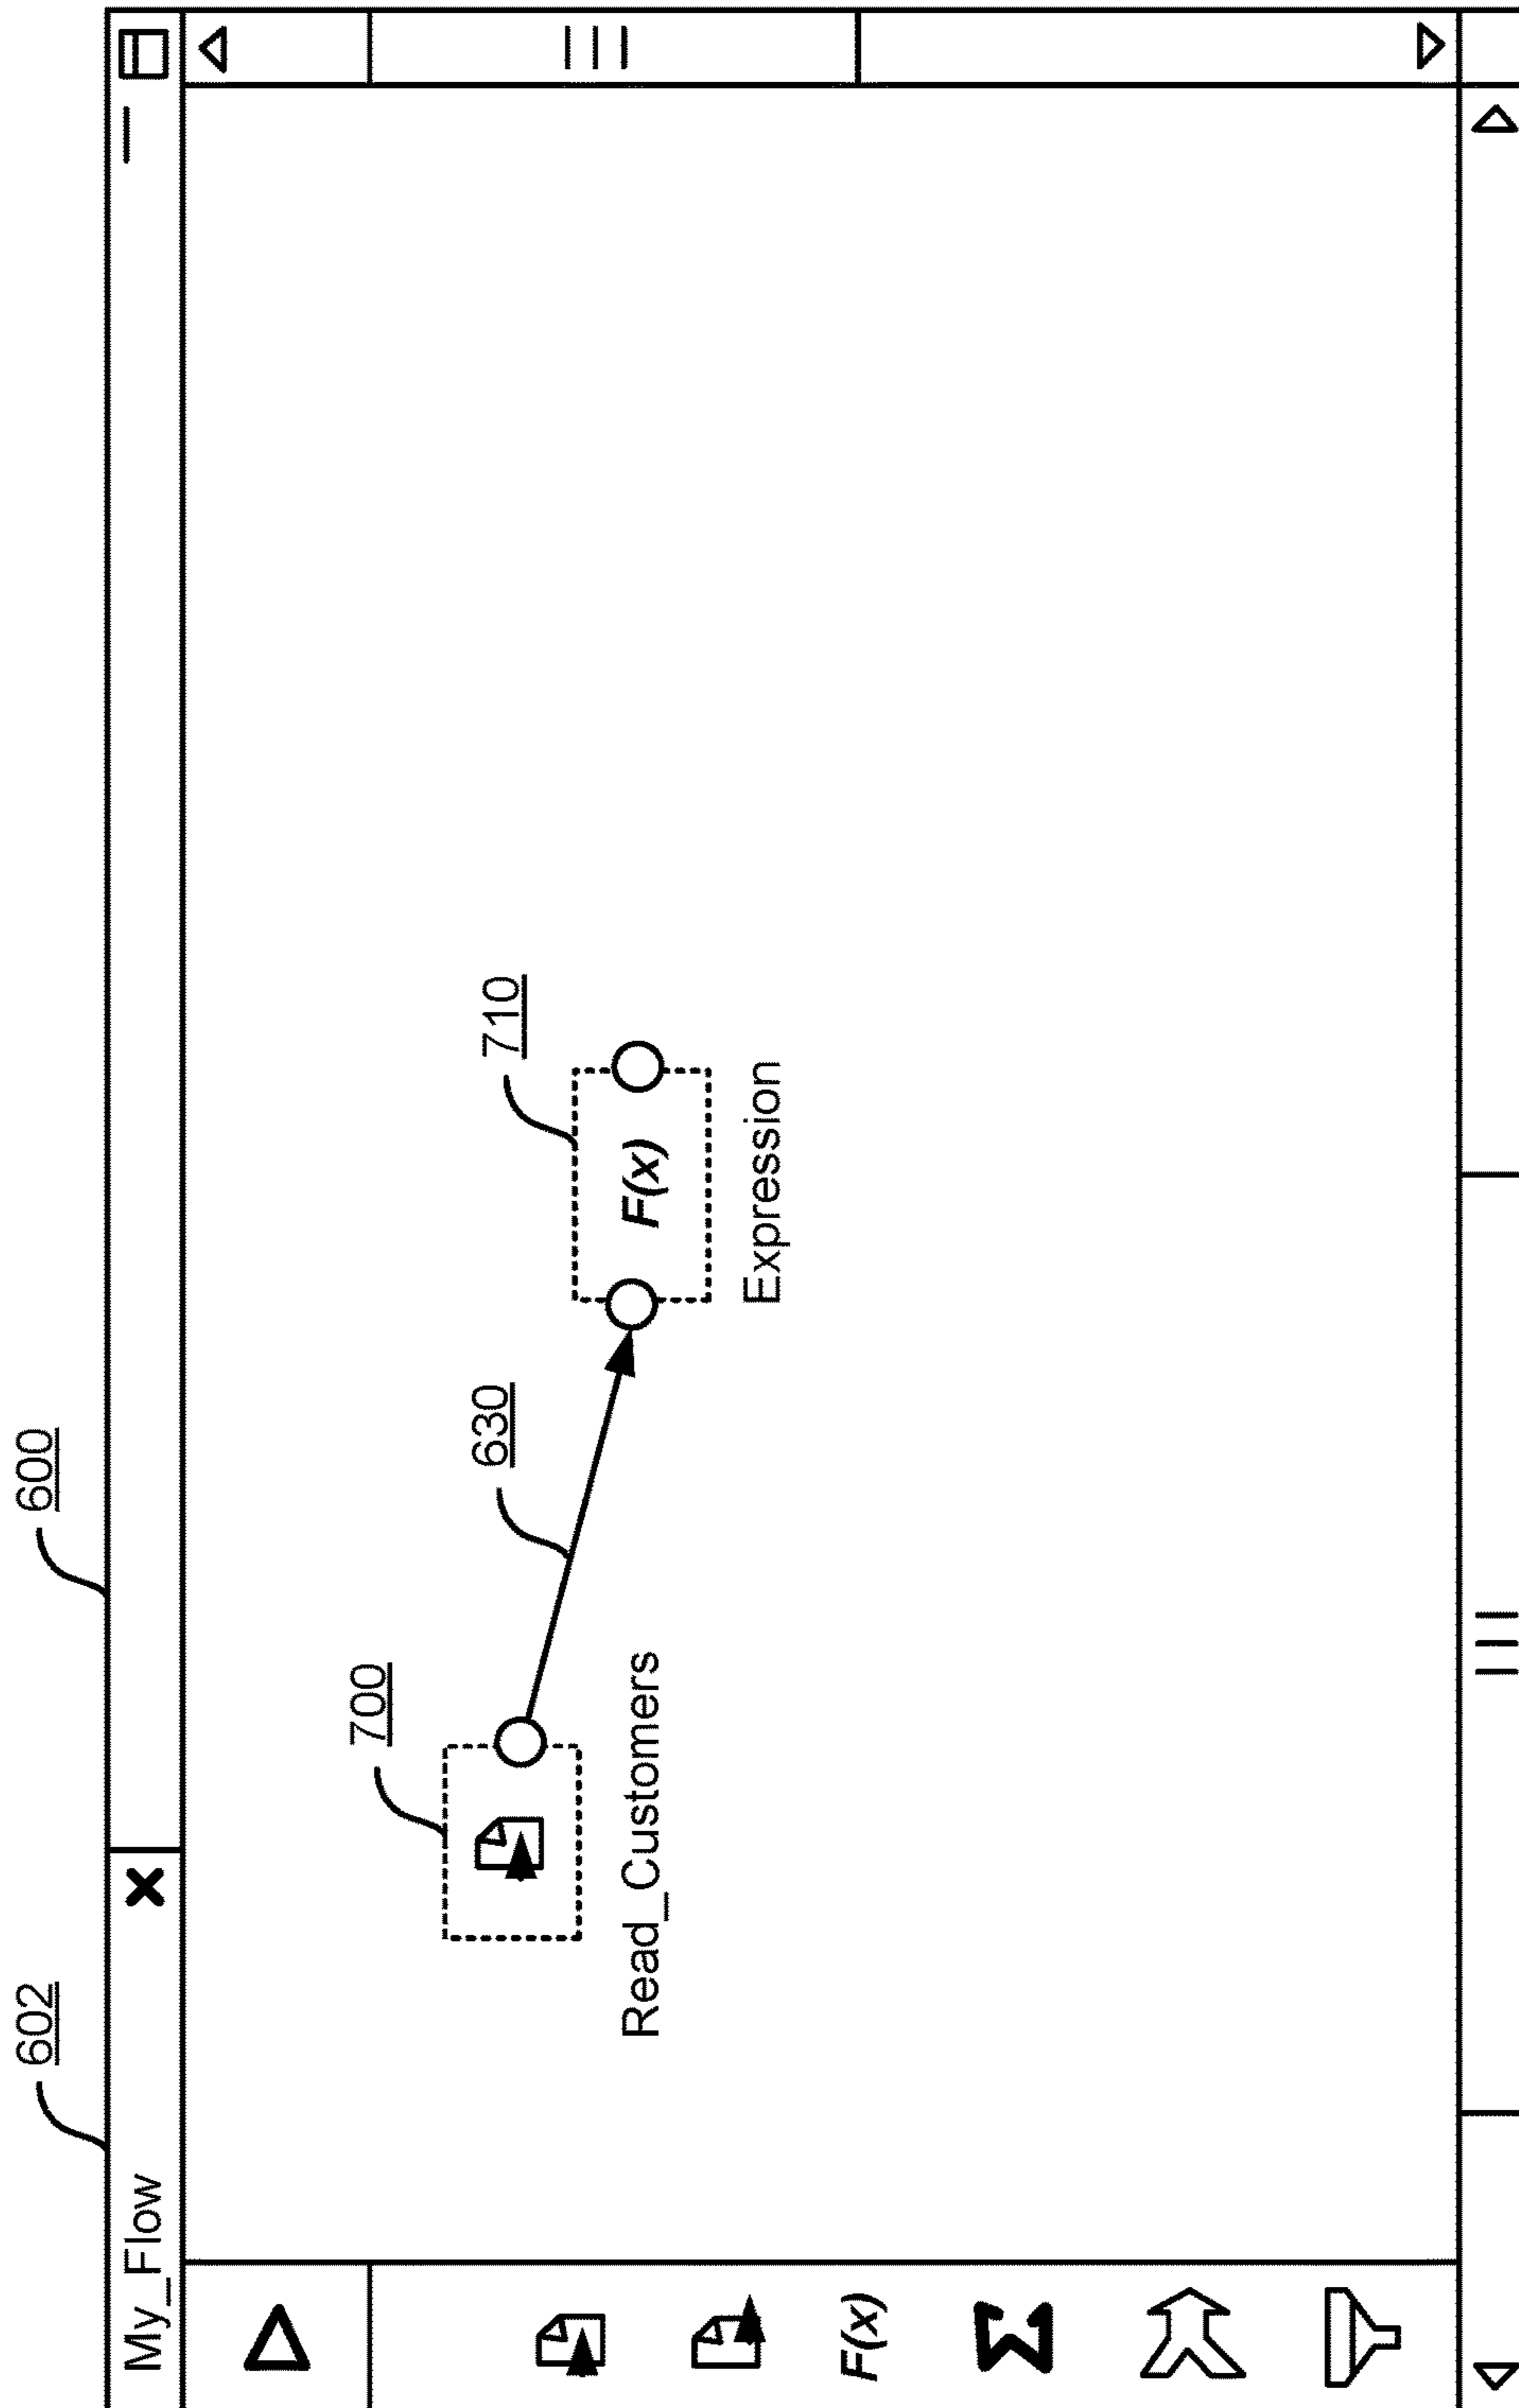 602
600
My_Flow
700
630
710
F(x)
Read_Customers
Expression
F(x)